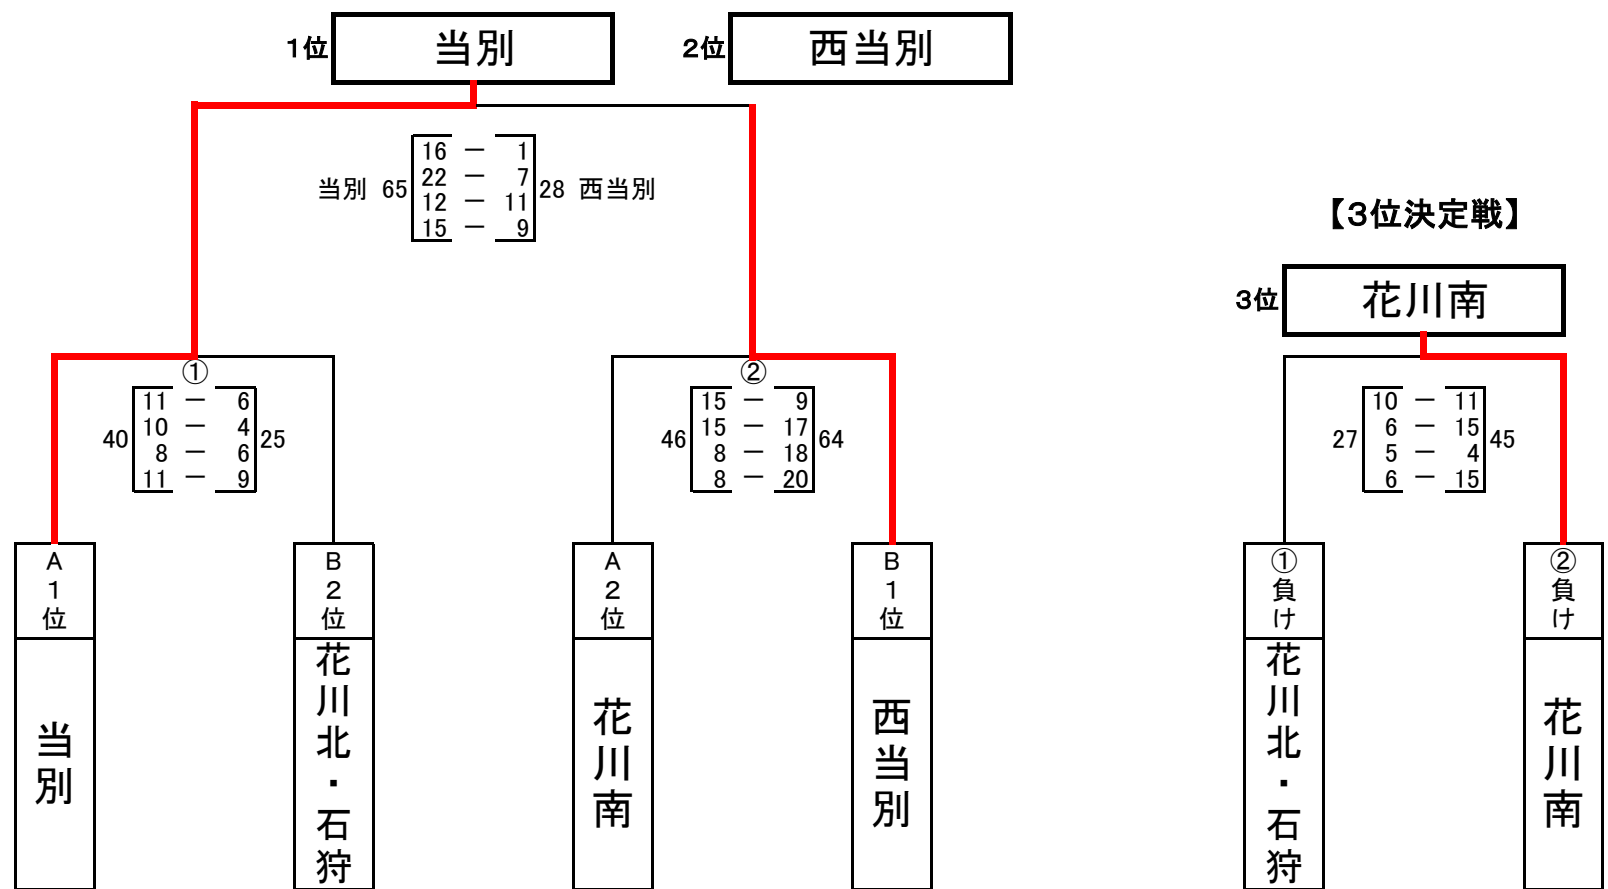 1位 当別 2位 西当別
16 ー 1
22 ー 7
当別 65 28 西当別
12 ー 11
15 ー 9
【3位決定戦】
3位 花川南
①
11 ー 6
10 ー 4
40 25
8 ー 6
11 ー 9
②
15 ー 9
15 ー 17
46 64
8 ー 18
8 ー 20
10 ー 11
6 ー 15
27 45
5 ー 4
6 ー 15
A1位
当別
B2位
花川北・石狩
A2位
花川南
B1位
西当別
①負け
花川北・石狩
②負け
花川南